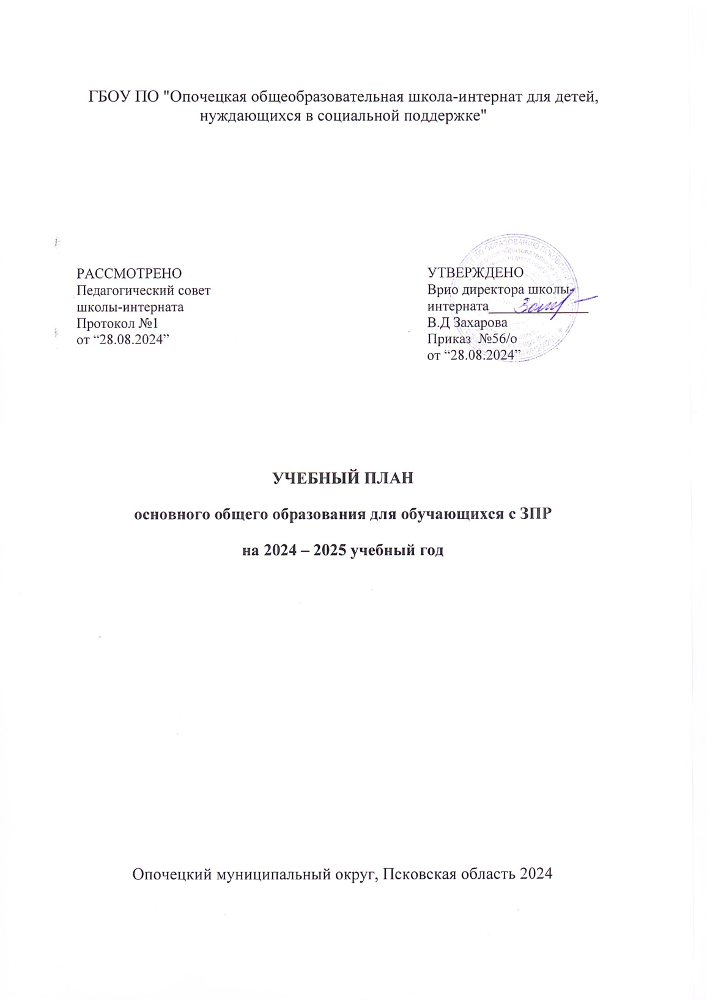 ГБОУ ПО "Опочецкая общеобразовательная школа-интернат для детей,
нуждающихся в социальной поддержке"
РАССМОТРЕНО
Педагогический совет
школы-интерната
Протокол №1
от “28.08.2024”
УТВЕРЖДЕНО
Врио директора школы-
интерната
В.Д Захарова
Приказ №56/о
от “28.08.2024”
УЧЕБНЫЙ ПЛАН
основного общего образования для обучающихся с ЗПР
на 2024 – 2025 учебный год
Опочецкий муниципальный округ, Псковская область 2024